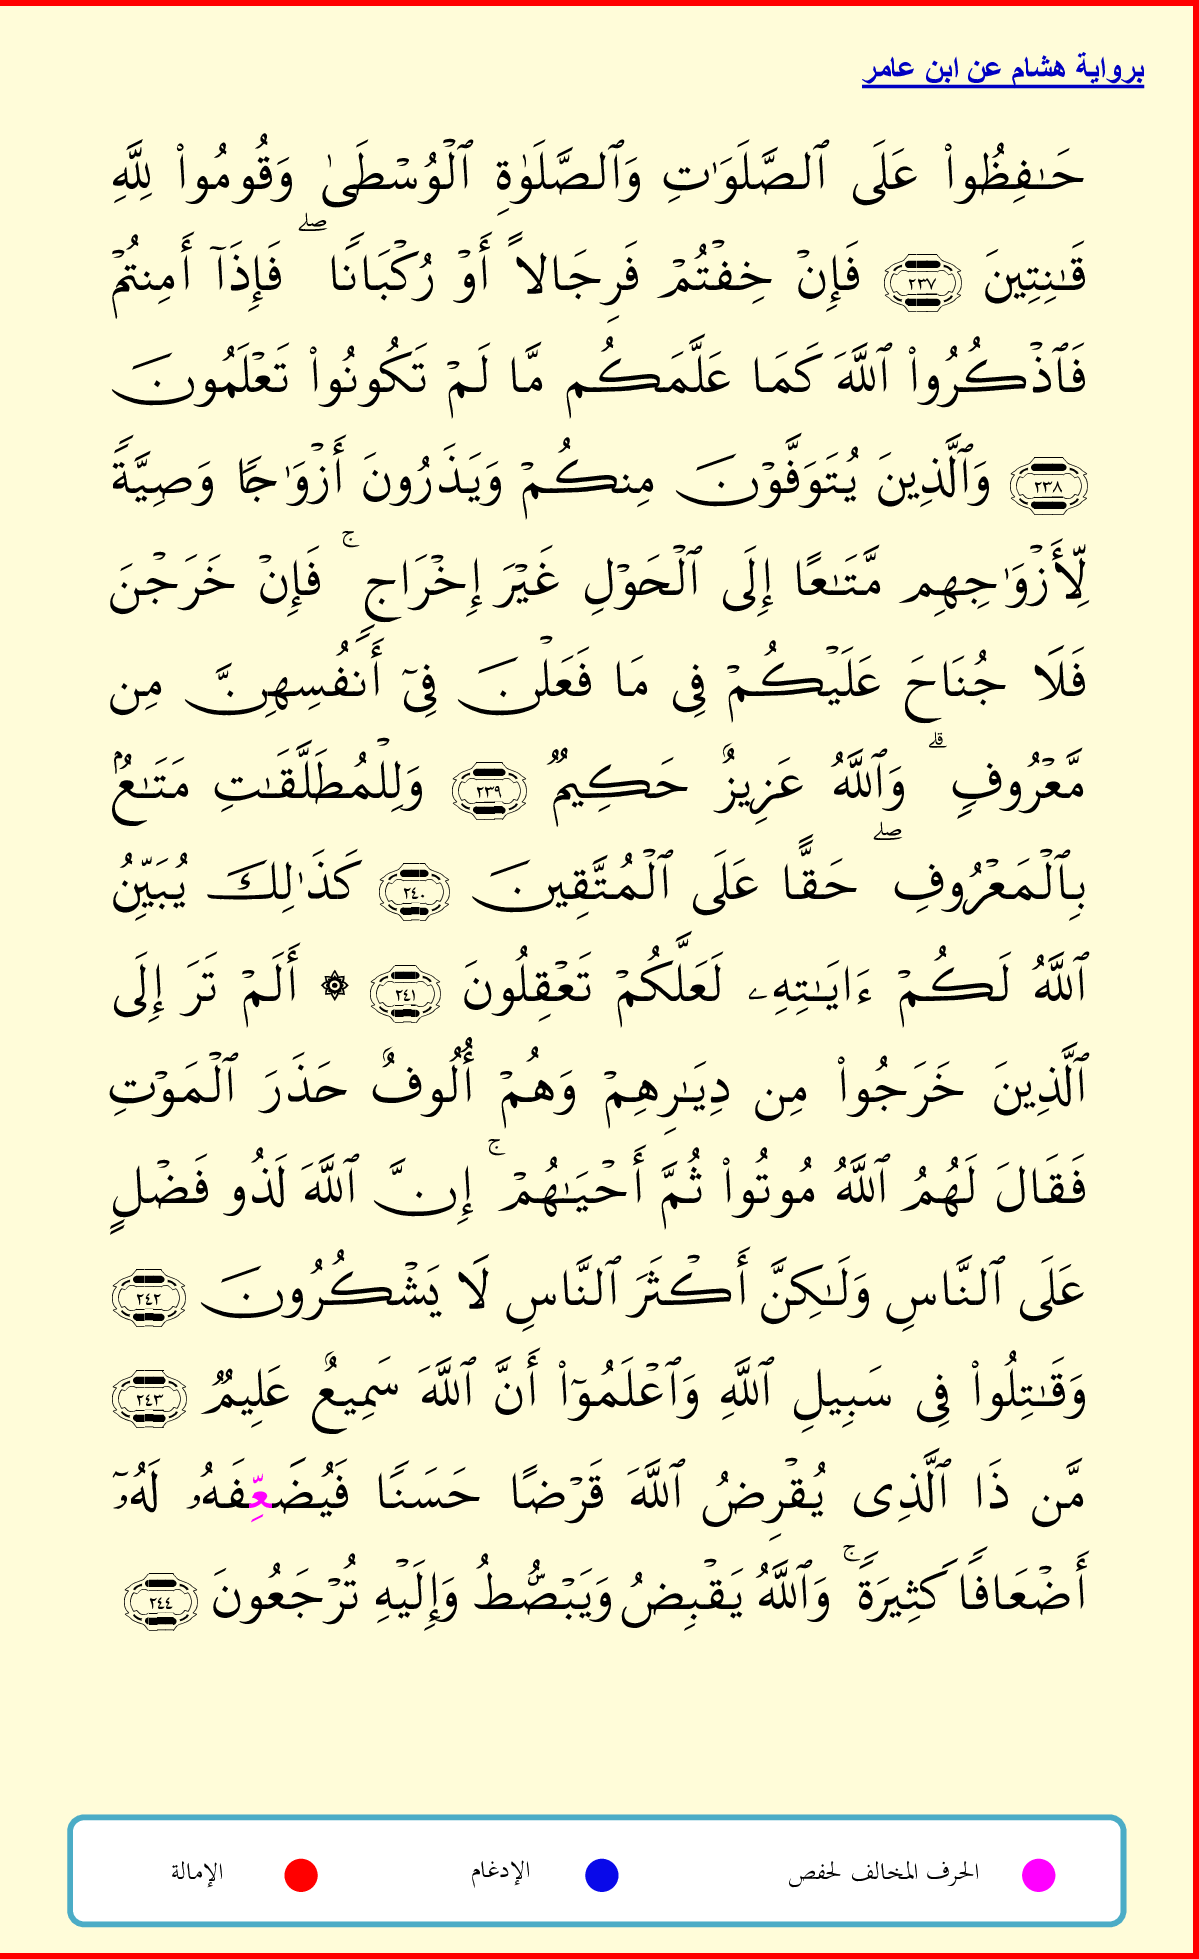 برواية هشام عن ابن عامر
حَـٰفِظُوا۟ عَلَى ٱلصَّلَوَٰتِ وَٱلصَّلَوٰةِ ٱلْوُسْطَىٰ وَقُومُوا۟ لِلَّهِ
قَـٰنِتِينَ ٢٣٧ فَإِنْ خِفْتُمْ فَرِجَالًا أَوْ رُكْبَانًا ۖ فَإِذَآ أَمِنتُمْ
فَٱذْكُرُوا۟ ٱللَّهَ كَمَا عَلَّمَكُم مَّا لَمْ تَكُونُوا۟ تَعْلَمُونَ
٢٣٨ وَٱلَّذِينَ يُتَوَفَّوْنَ مِنكُمْ وَيَذَرُونَ أَزْوَٰجًا وَصِيَّةً
لِّأَزْوَٰجِهِم مَّتَـٰعًا إِلَى ٱلْحَوْلِ غَيْرَ إِخْرَاجٍ ۚ فَإِنْ خَرَجْنَ
فَلَا جُنَاحَ عَلَيْكُمْ فِى مَا فَعَلْنَ فِىٓ أَنفُسِهِنَّ مِن
مَّعْرُوفٍ ۗ وَٱللَّهُ عَزِيزٌ حَكِيمٌ ٢٣٩ وَلِلْمُطَلَّقَـٰتِ مَتَـٰعٌۢ
بِٱلْمَعْرُوفِ ۖ حَقًّا عَلَى ٱلْمُتَّقِينَ ٢٤٠ كَذَٰلِكَ يُبَيِّنُ
ٱللَّهُ لَكُمْ ءَايَـٰتِهِۦ لَعَلَّكُمْ تَعْقِلُونَ ٢٤١ ۞ أَلَمْ تَرَ إِلَى
ٱلَّذِينَ خَرَجُوا۟ مِن دِيَـٰرِهِمْ وَهُمْ أُلُوفٌ حَذَرَ ٱلْمَوْتِ
فَقَالَ لَهُمُ ٱللَّهُ مُوتُوا۟ ثُمَّ أَحْيَـٰهُمْ ۚ إِنَّ ٱللَّهَ لَذُو فَضْلٍ
عَلَى ٱلنَّاسِ وَلَـٰكِنَّ أَكْثَرَ ٱلنَّاسِ لَا يَشْكُرُونَ ٢٤٢
وَقَـٰتِلُوا۟ فِى سَبِيلِ ٱللَّهِ وَٱعْلَمُوٓا۟ أَنَّ ٱللَّهَ سَمِيعٌ عَلِيمٌ ٢٤٣
مَّن ذَا ٱلَّذِى يُقْرِضُ ٱللَّهَ قَرْضًا حَسَنًا فَيُضَعِّفَهُۥ لَهُۥٓ
أَضْعَافًا كَثِيرَةً ۚ وَٱللَّهُ يَقْبِضُ وَيَبْصُۜطُ وَإِلَيْهِ تُرْجَعُونَ ٢٤٤
الحرف المخالف لحفص الإدغام الإمالة